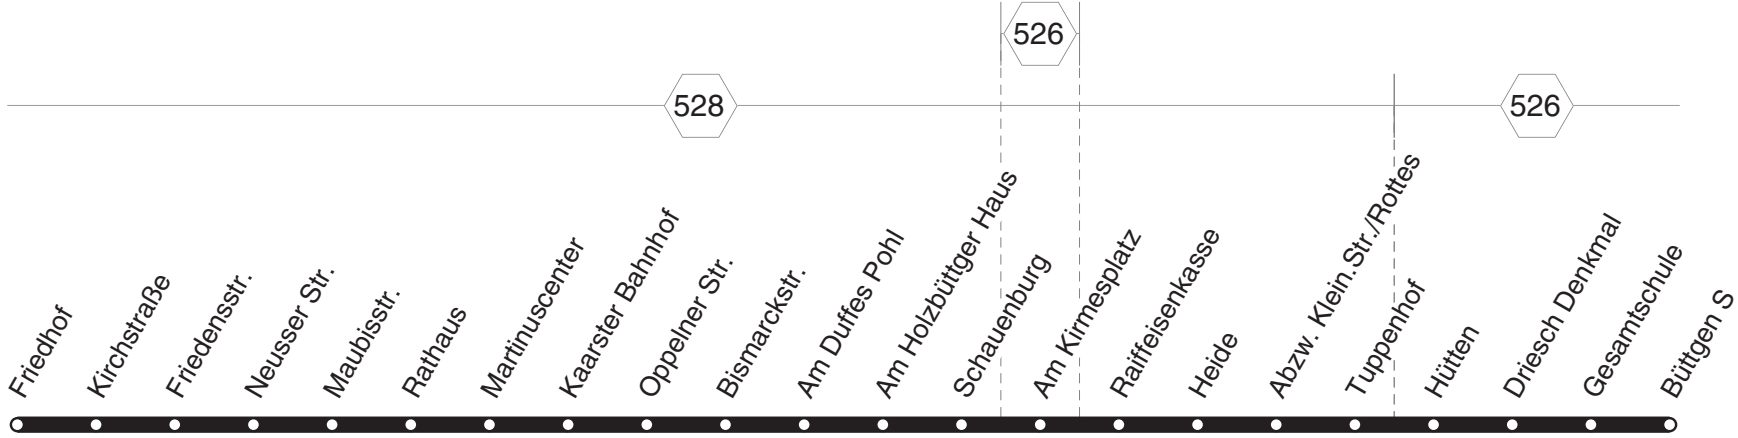 526
528
526
Friedhof
Kirchstraße
Friedensstr.
Neusser Str.
Maubisstr.
Rathaus
Martinuscenter
Kaarster Bahnhof
Oppelner Str.
Bismarckstr.
Am Duffes Pohl
Am Holzbüttger Haus
Schauenburg
Am Kirmesplatz
Raiffeisenkasse
Heide
Abzw. Klein.Str./Rottes
Tuppenhof
Hütten
Driesch Denkmal
Gesamtschule
Büttgen S